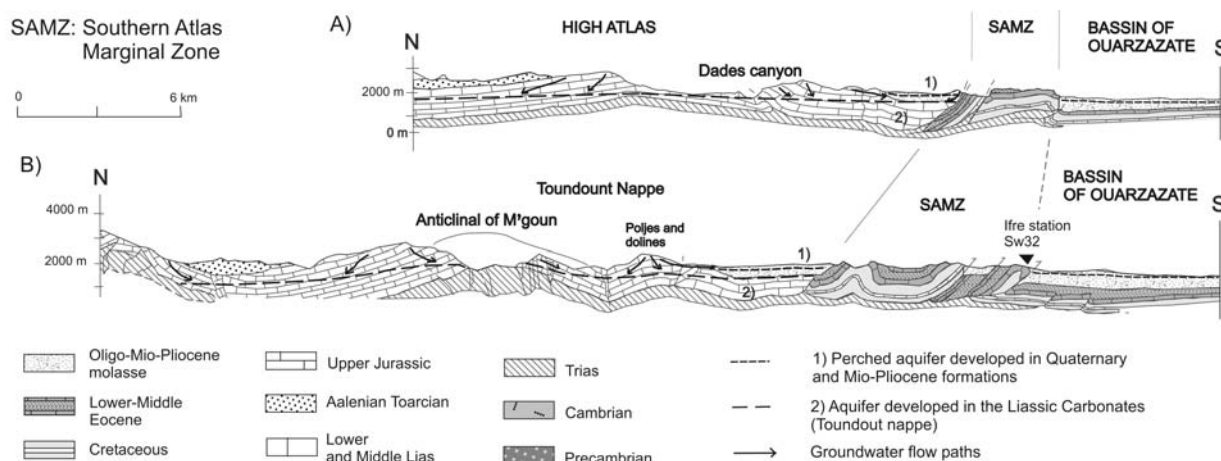 SAMZ: Southern Atlas
Marginal Zone
0
6 km
A)
N
HIGH ATLAS
SAMZ
BASSIN OF
OUARZAZATE
S
Dades canyon
1)
2000 m
2)
0 m
B)
N
Toundount Nappe
SAMZ
BASSIN
OF OUARZAZATE
S
4000 m
Anticlinal of M'goun
Poljes and
dolines
Ifre station
Sw32
1)
2000 m
2)
Oligo-Mio-Pliocene
molasse
Lower-Middle
Eocene
Cretaceous
Upper Jurassic
Aalenian Toarcian
Lower
and Middle Lias
Trias
Cambrian
Precambrian
1) Perched aquifer developed in Quaternary
and Mio-Pliocene formations
2) Aquifer developed in the Liassic Carbonates
(Toundout nappe)
Groundwater flow paths